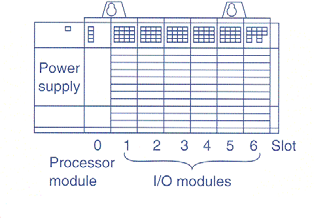 Power
supply
0 1 2 3 4 5 6 Slot
Processor
module
I/O modules